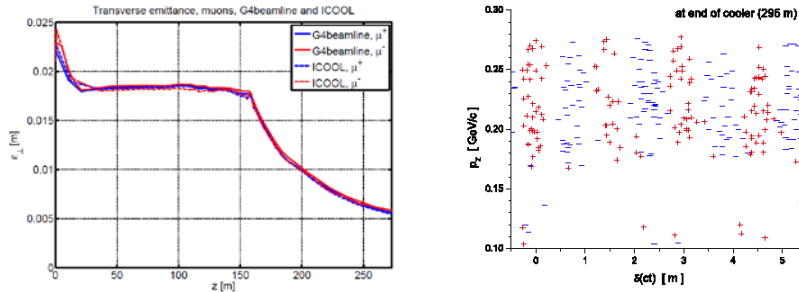 Transverse emittance, muons, G4beamline and ICOOL
G4beamline, μ⁺
G4beamline, μ⁻
ICOOL, μ⁺
ICOOL, μ⁻
0.025
0.02
0.015
0.01
0.005
0
0 50 100 150 200 250
ε⊥ [m]
z [m]
at end of cooler (295 m)
0.30
0.25
0.20
0.15
0.10
0 1 2 3 4 5
p_z [ GeV/c ]
δ(ct) [ m ]